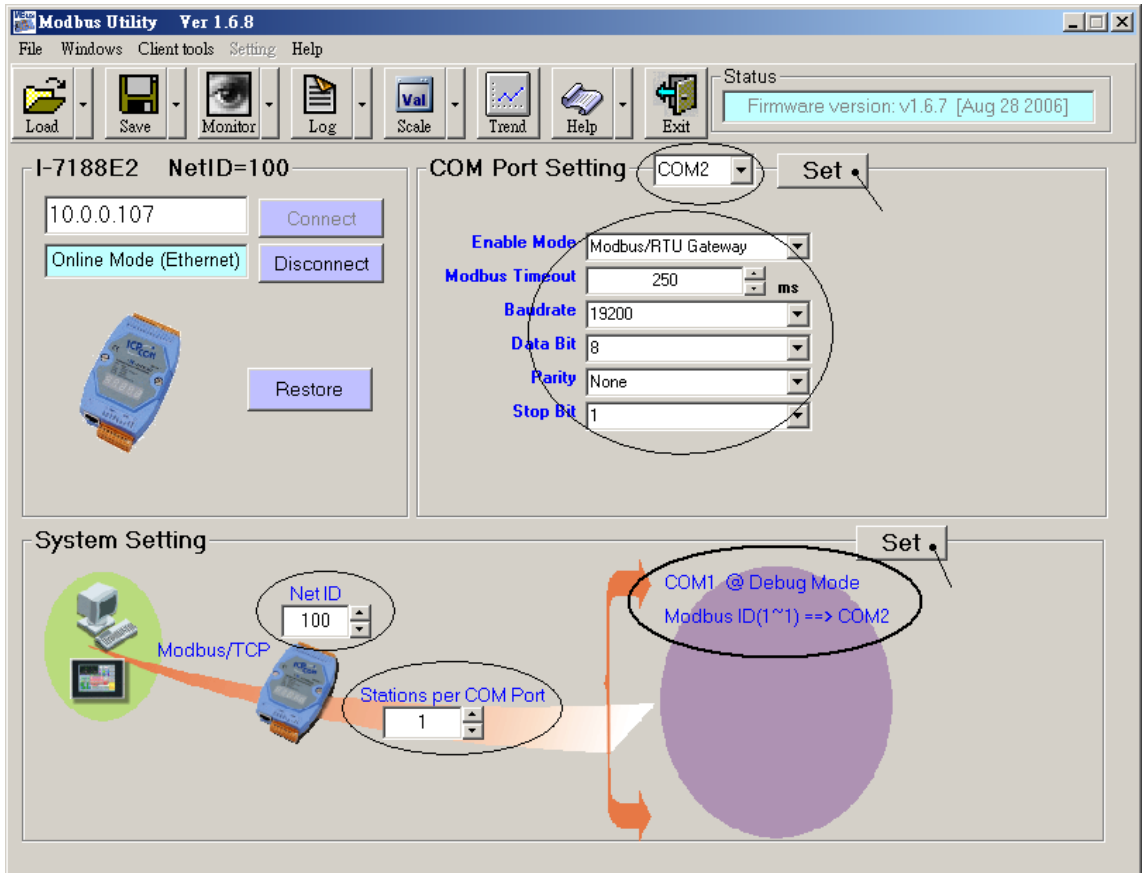 Modbus Utility Ver 1.6.8
File Windows Client tools Setting Help
Load Save Monitor Log Val Scale Trend Help Exit
Status
Firmware version: v1.6.7 [Aug 28 2006]
I-7188E2 NetID=100
10.0.0.107
Connect
Online Mode (Ethernet)
Disconnect
Restore
COM Port Setting COM2 Set
Enable Mode Modbus/RTU Gateway
Modbus Timeout 250 ms
Baudrate 19200
Data Bit 8
Parity None
Stop Bit 1
System Setting
Set
Net ID
100
Modbus/TCP
Stations per COM Port
1
COM1 @ Debug Mode
Modbus ID(1~1) ==> COM2